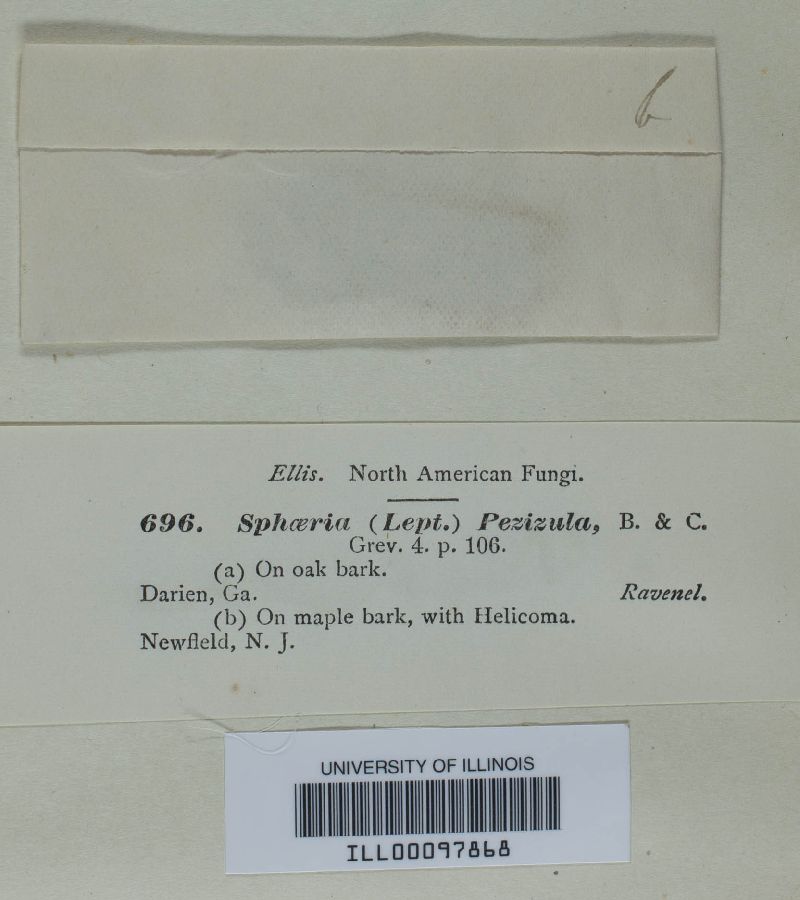 b
Ellis. North American Fungi.
696. Sphæria (Lept.) Pezizula, B. & C.
Grev. 4. p. 106.
(a) On oak bark.
Darien, Ga. Ravenel.
(b) On maple bark, with Helicoma.
Newfield, N. J.
UNIVERSITY OF ILLINOIS
ILL00097868